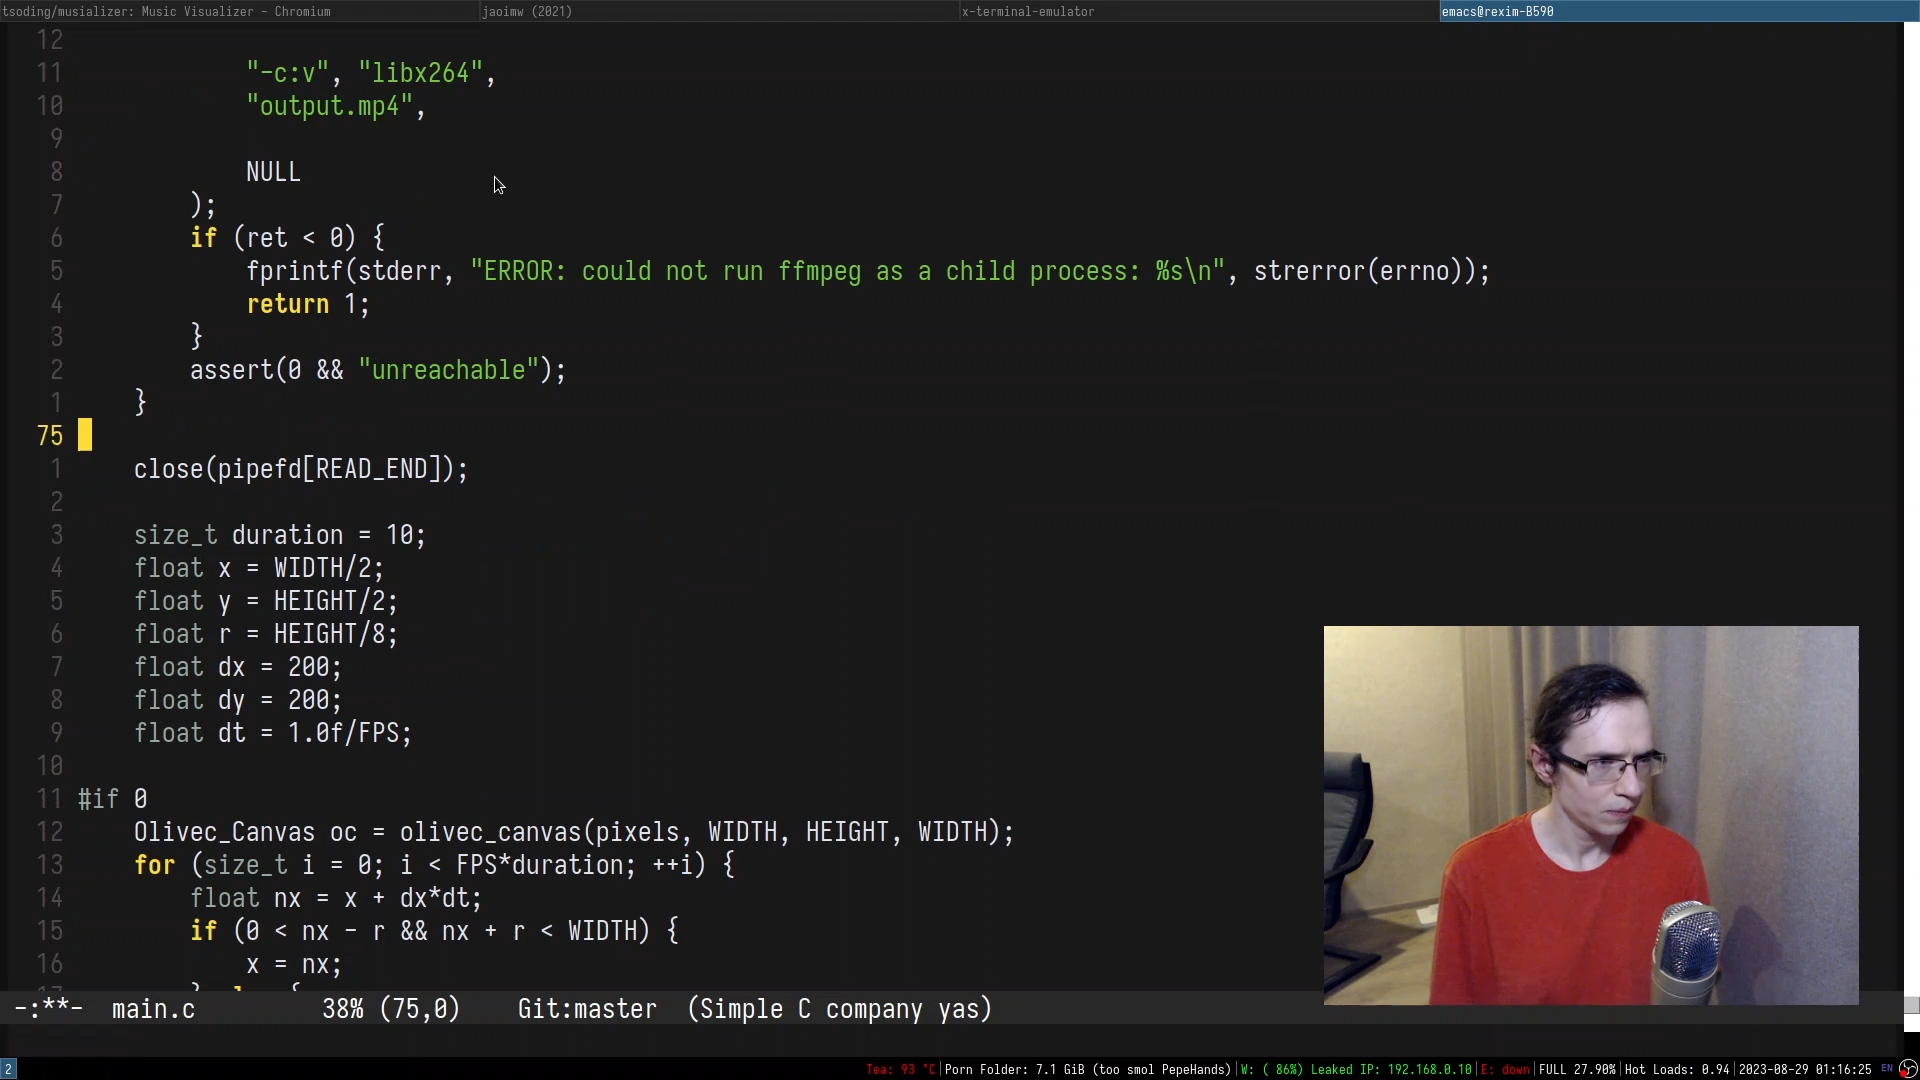 tsoding/musializer: Music Visualizer - Chromium jaoimw (2021) x-terminal-emulator emacs@rexim-B590
12
11 "-c:v", "libx264",
10 "output.mp4",
9
8 NULL
7 );
6 if (ret < 0) {
5 fprintf(stderr, "ERROR: could not run ffmpeg as a child process: %s\n", strerror(errno));
4 return 1;
3 }
2 assert(0 && "unreachable");
1 }
75
1 close(pipefd[READ_END]);
2
3 size_t duration = 10;
4 float x = WIDTH/2;
5 float y = HEIGHT/2;
6 float r = HEIGHT/8;
7 float dx = 200;
8 float dy = 200;
9 float dt = 1.0f/FPS;
10
11 #if 0
12 Olivec_Canvas oc = olivec_canvas(pixels, WIDTH, HEIGHT, WIDTH);
13 for (size_t i = 0; i < FPS*duration; ++i) {
14 float nx = x + dx*dt;
15 if (0 < nx - r && nx + r < WIDTH) {
16 x = nx;
-:**- main.c 38% (75,0) Git:master (Simple C company yas)
2 Tea: 93 °C|Porn Folder: 7.1 GiB (too smol PepeHands)|W: ( 86%) Leaked IP: 192.168.0.10|E: down|FULL 27.90%|Hot Loads: 0.94|2023-08-29 01:16:25 EN